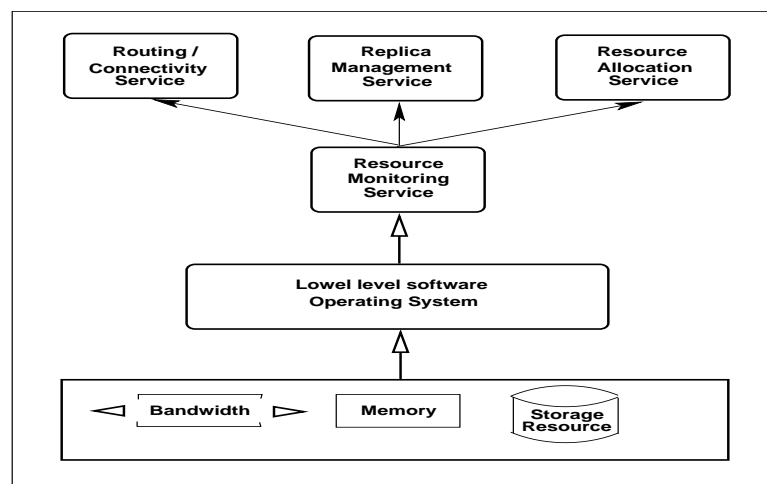 Routing /
Connectivity
Service
Replica
Management
Service
Resource
Allocation
Service
Resource
Monitoring
Service
Lowel level software
Operating System
Bandwidth
Memory
Storage
Resource